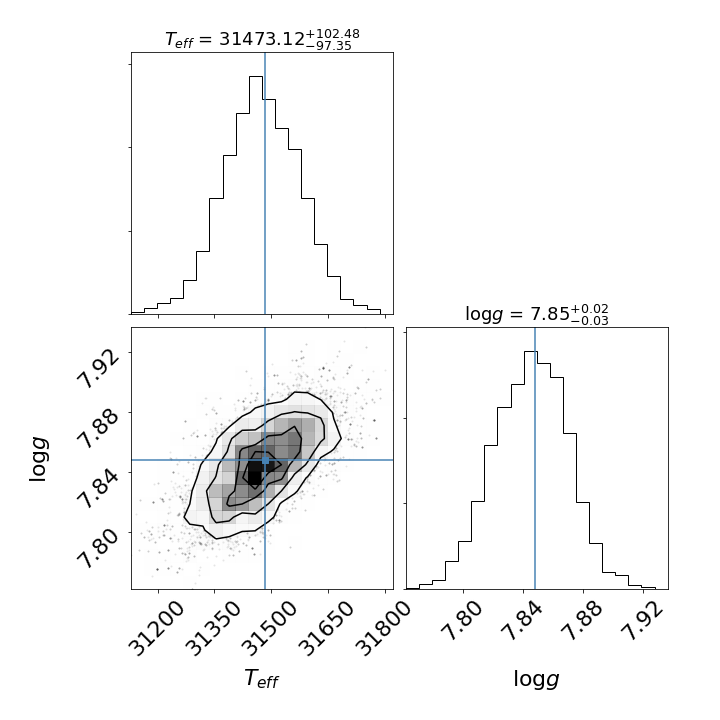 T_eff = 31473.12+102.48−97.35
logg = 7.85+0.02−0.03
7.92
7.88
7.84
7.80
logg
31200 31350 31500 31650 31800
T_eff
7.80 7.84 7.88 7.92
logg